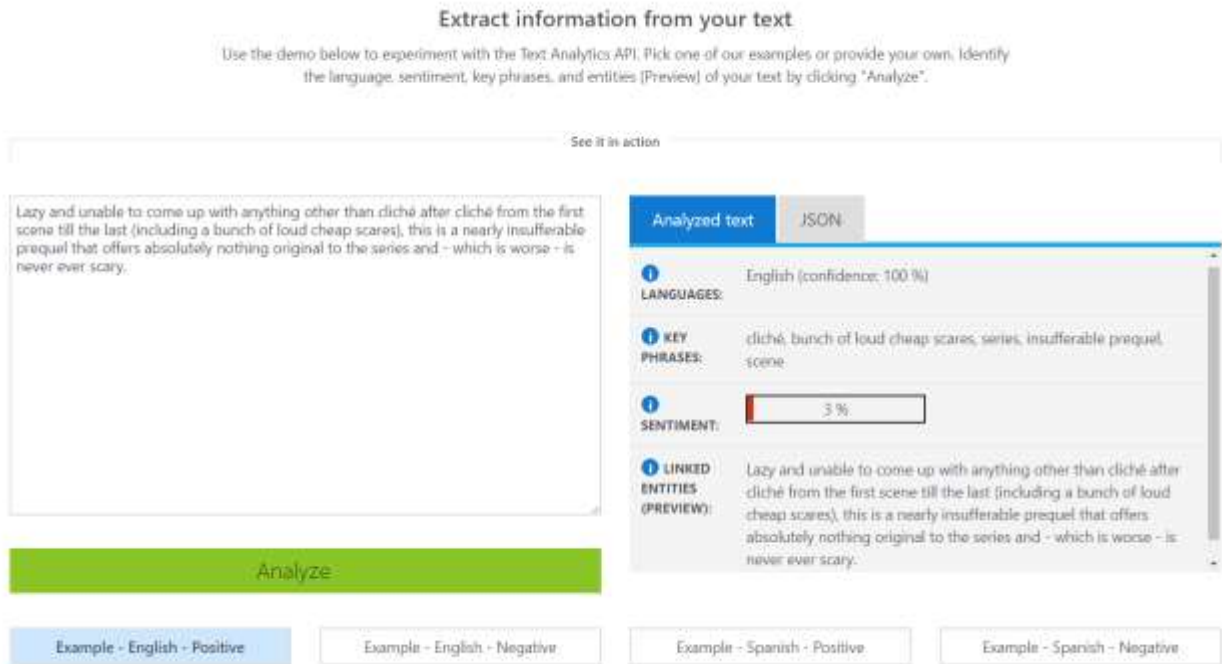 Extract information from your text
Use the demo below to experiment with the Text Analytics API. Pick one of our examples or provide your own. Identify
the language, sentiment, key phrases, and entities (Preview) of your text by clicking "Analyze".
See it in action
Lazy and unable to come up with anything other than cliché after cliché from the first
scene till the last (including a bunch of loud cheap scares), this is a nearly insufferable
prequel that offers absolutely nothing original to the series and - which is worse - is
never ever scary.
Analyze
Analyzed text
JSON
LANGUAGES:
English (confidence: 100 %)
KEY
PHRASES:
cliché, bunch of loud cheap scares, series, insufferable prequel,
scene
SENTIMENT:
3 %
LINKED
ENTITIES
(PREVIEW):
Lazy and unable to come up with anything other than cliché after
cliché from the first scene till the last (including a bunch of loud
cheap scares), this is a nearly insufferable prequel that offers
absolutely nothing original to the series and - which is worse - is
never ever scary.
Example - English - Positive
Example - English - Negative
Example - Spanish - Positive
Example - Spanish - Negative